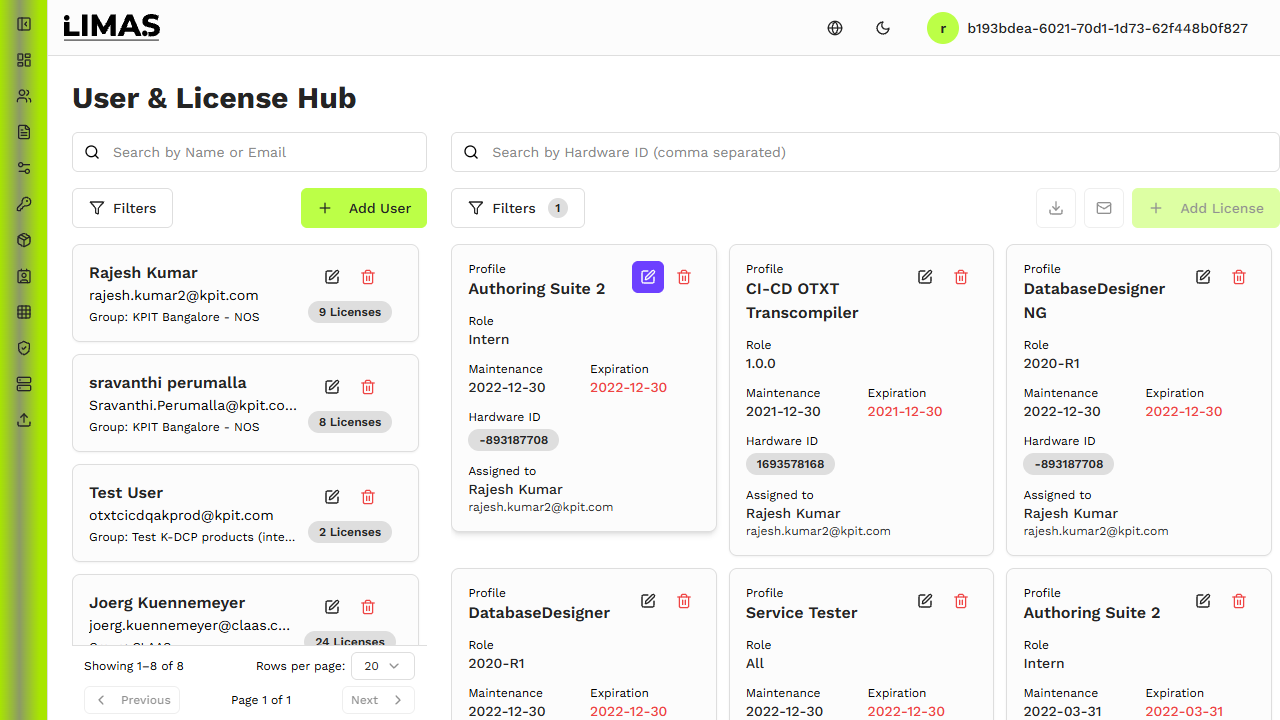 LIMAS
r
b193bdea-6021-70d1-1d73-62f448b0f827
User & License Hub
Search by Name or Email
Filters
Add User
Rajesh Kumar
rajesh.kumar2@kpit.com
Group: KPIT Bangalore - NOS
9 Licenses
sravanthi perumalla
Sravanthi.Perumalla@kpit.co...
Group: KPIT Bangalore - NOS
8 Licenses
Test User
otxtcicdqakprod@kpit.com
Group: Test K-DCP products (inte...
2 Licenses
Joerg Kuennemeyer
joerg.kuennemeyer@claas.c...
Group: CLAAS
24 Licenses
Showing 1–8 of 8
Rows per page:
20
Previous
Page 1 of 1
Next
Search by Hardware ID (comma separated)
Filters 1
Add License
Profile
Authoring Suite 2
Role
Intern
Maintenance Expiration
2022-12-30 2022-12-30
Hardware ID
-893187708
Assigned to
Rajesh Kumar
rajesh.kumar2@kpit.com
Profile
CI-CD OTXT
Transcompiler
Role
1.0.0
Maintenance Expiration
2021-12-30 2021-12-30
Hardware ID
1693578168
Assigned to
Rajesh Kumar
rajesh.kumar2@kpit.com
Profile
DatabaseDesigner
NG
Role
2020-R1
Maintenance Expiration
2022-12-30 2022-12-30
Hardware ID
-893187708
Assigned to
Rajesh Kumar
rajesh.kumar2@kpit.com
Profile
DatabaseDesigner
Role
2020-R1
Maintenance Expiration
2022-12-30 2022-12-30
Profile
Service Tester
Role
All
Maintenance Expiration
2022-12-30 2022-12-30
Profile
Authoring Suite 2
Role
Intern
Maintenance Expiration
2022-03-31 2022-03-31